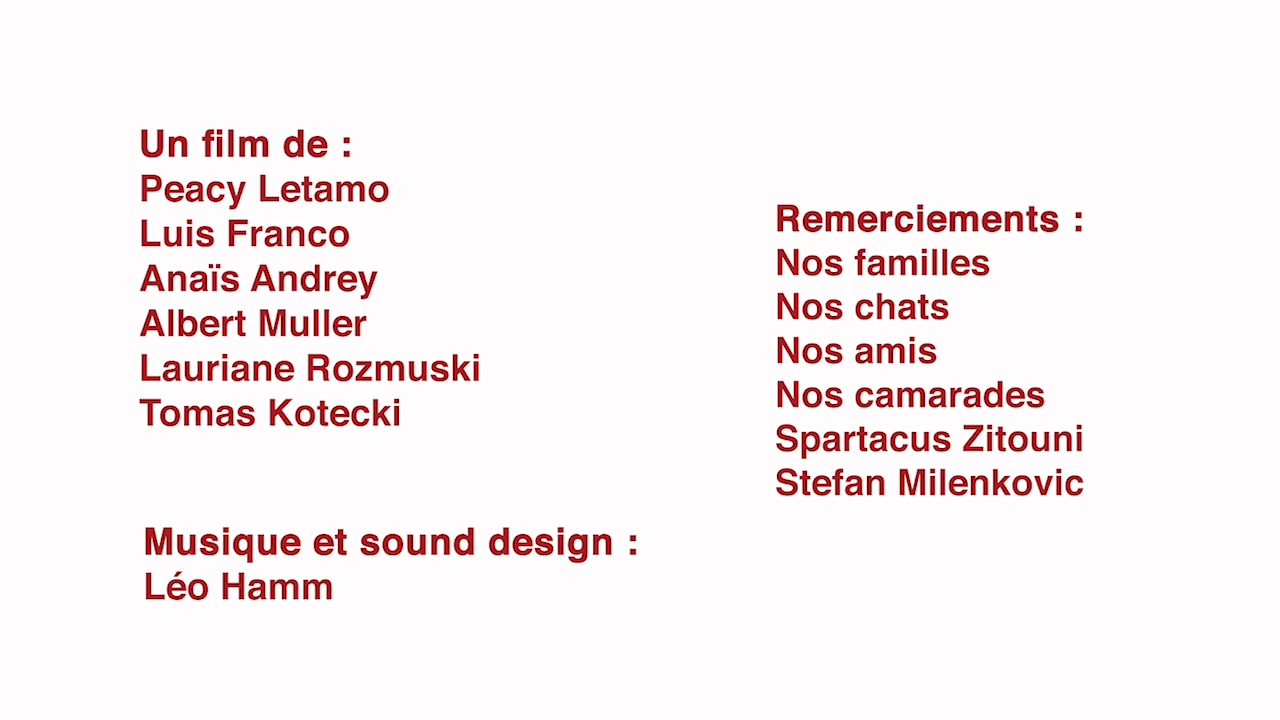 Un film de :
Peacy Letamo
Luis Franco
Anaïs Andrey
Albert Muller
Lauriane Rozmuski
Tomas Kotecki
Musique et sound design :
Léo Hamm
Remerciements :
Nos familles
Nos chats
Nos amis
Nos camarades
Spartacus Zitouni
Stefan Milenkovic